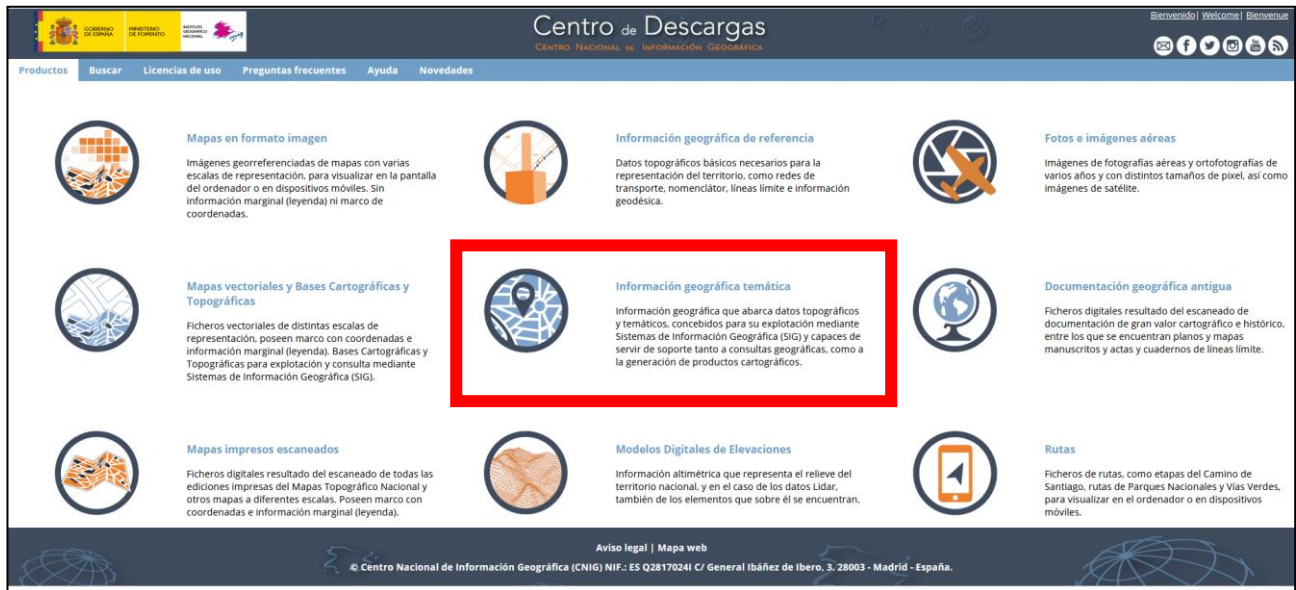 GOBIERNO
DE ESPAÑA
MINISTERIO
DE FOMENTO
INSTITUTO
GEOGRÁFICO
NACIONAL
cnig
Centro de Descargas
Centro Nacional de Información Geográfica
Bienvenido| Welcome| Bienvenue
Productos Buscar Licencias de uso Preguntas frecuentes Ayuda Novedades
Mapas en formato imagen
Imágenes georreferenciadas de mapas con varias
escalas de representación, para visualizar en la pantalla
del ordenador o en dispositivos móviles. Sin
información marginal (leyenda) ni marco de
coordenadas.
Información geográfica de referencia
Datos topográficos básicos necesarios para la
representación del territorio, como redes de
transporte, nomenclátor, líneas límite e información
geodésica.
Fotos e imágenes aéreas
Imágenes de fotografías aéreas y ortofotografías de
varios años y con distintos tamaños de pixel, así como
imágenes de satélite.
Mapas vectoriales y Bases Cartográficas y
Topográficas
Ficheros vectoriales de distintas escalas de
representación, poseen marco con coordenadas e
información marginal (leyenda). Bases Cartográficas y
Topográficas para explotación y consulta mediante
Sistemas de Información Geográfica (SIG).
Información geográfica temática
Información geográfica que abarca datos topográficos
y temáticos, concebidos para su explotación mediante
Sistemas de Información Geográfica (SIG) y capaces de
servir de soporte tanto a consultas geográficas, como a
la generación de productos cartográficos.
Documentación geográfica antigua
Ficheros digitales resultado del escaneado de
documentación de gran valor cartográfico e histórico,
entre los que se encuentran planos y mapas
manuscritos y actas y cuadernos de líneas límite.
Mapas impresos escaneados
Ficheros digitales resultado del escaneado de todas las
ediciones impresas del Mapas Topográfico Nacional y
otros mapas a diferentes escalas. Poseen marco con
coordenadas e información marginal (leyenda).
Modelos Digitales de Elevaciones
Información altimétrica que representa el relieve del
territorio nacional, y en el caso de los datos Lidar,
también de los elementos que sobre él se encuentran.
Rutas
Ficheros de rutas, como etapas del Camino de
Santiago, rutas de Parques Nacionales y Vías Verdes,
para visualizar en el ordenador o en dispositivos
móviles.
Aviso legal | Mapa web
© Centro Nacional de Información Geográfica (CNIG) NIF.: ES Q2817024I C/ General Ibáñez de Ibero, 3. 28003 - Madrid - España.